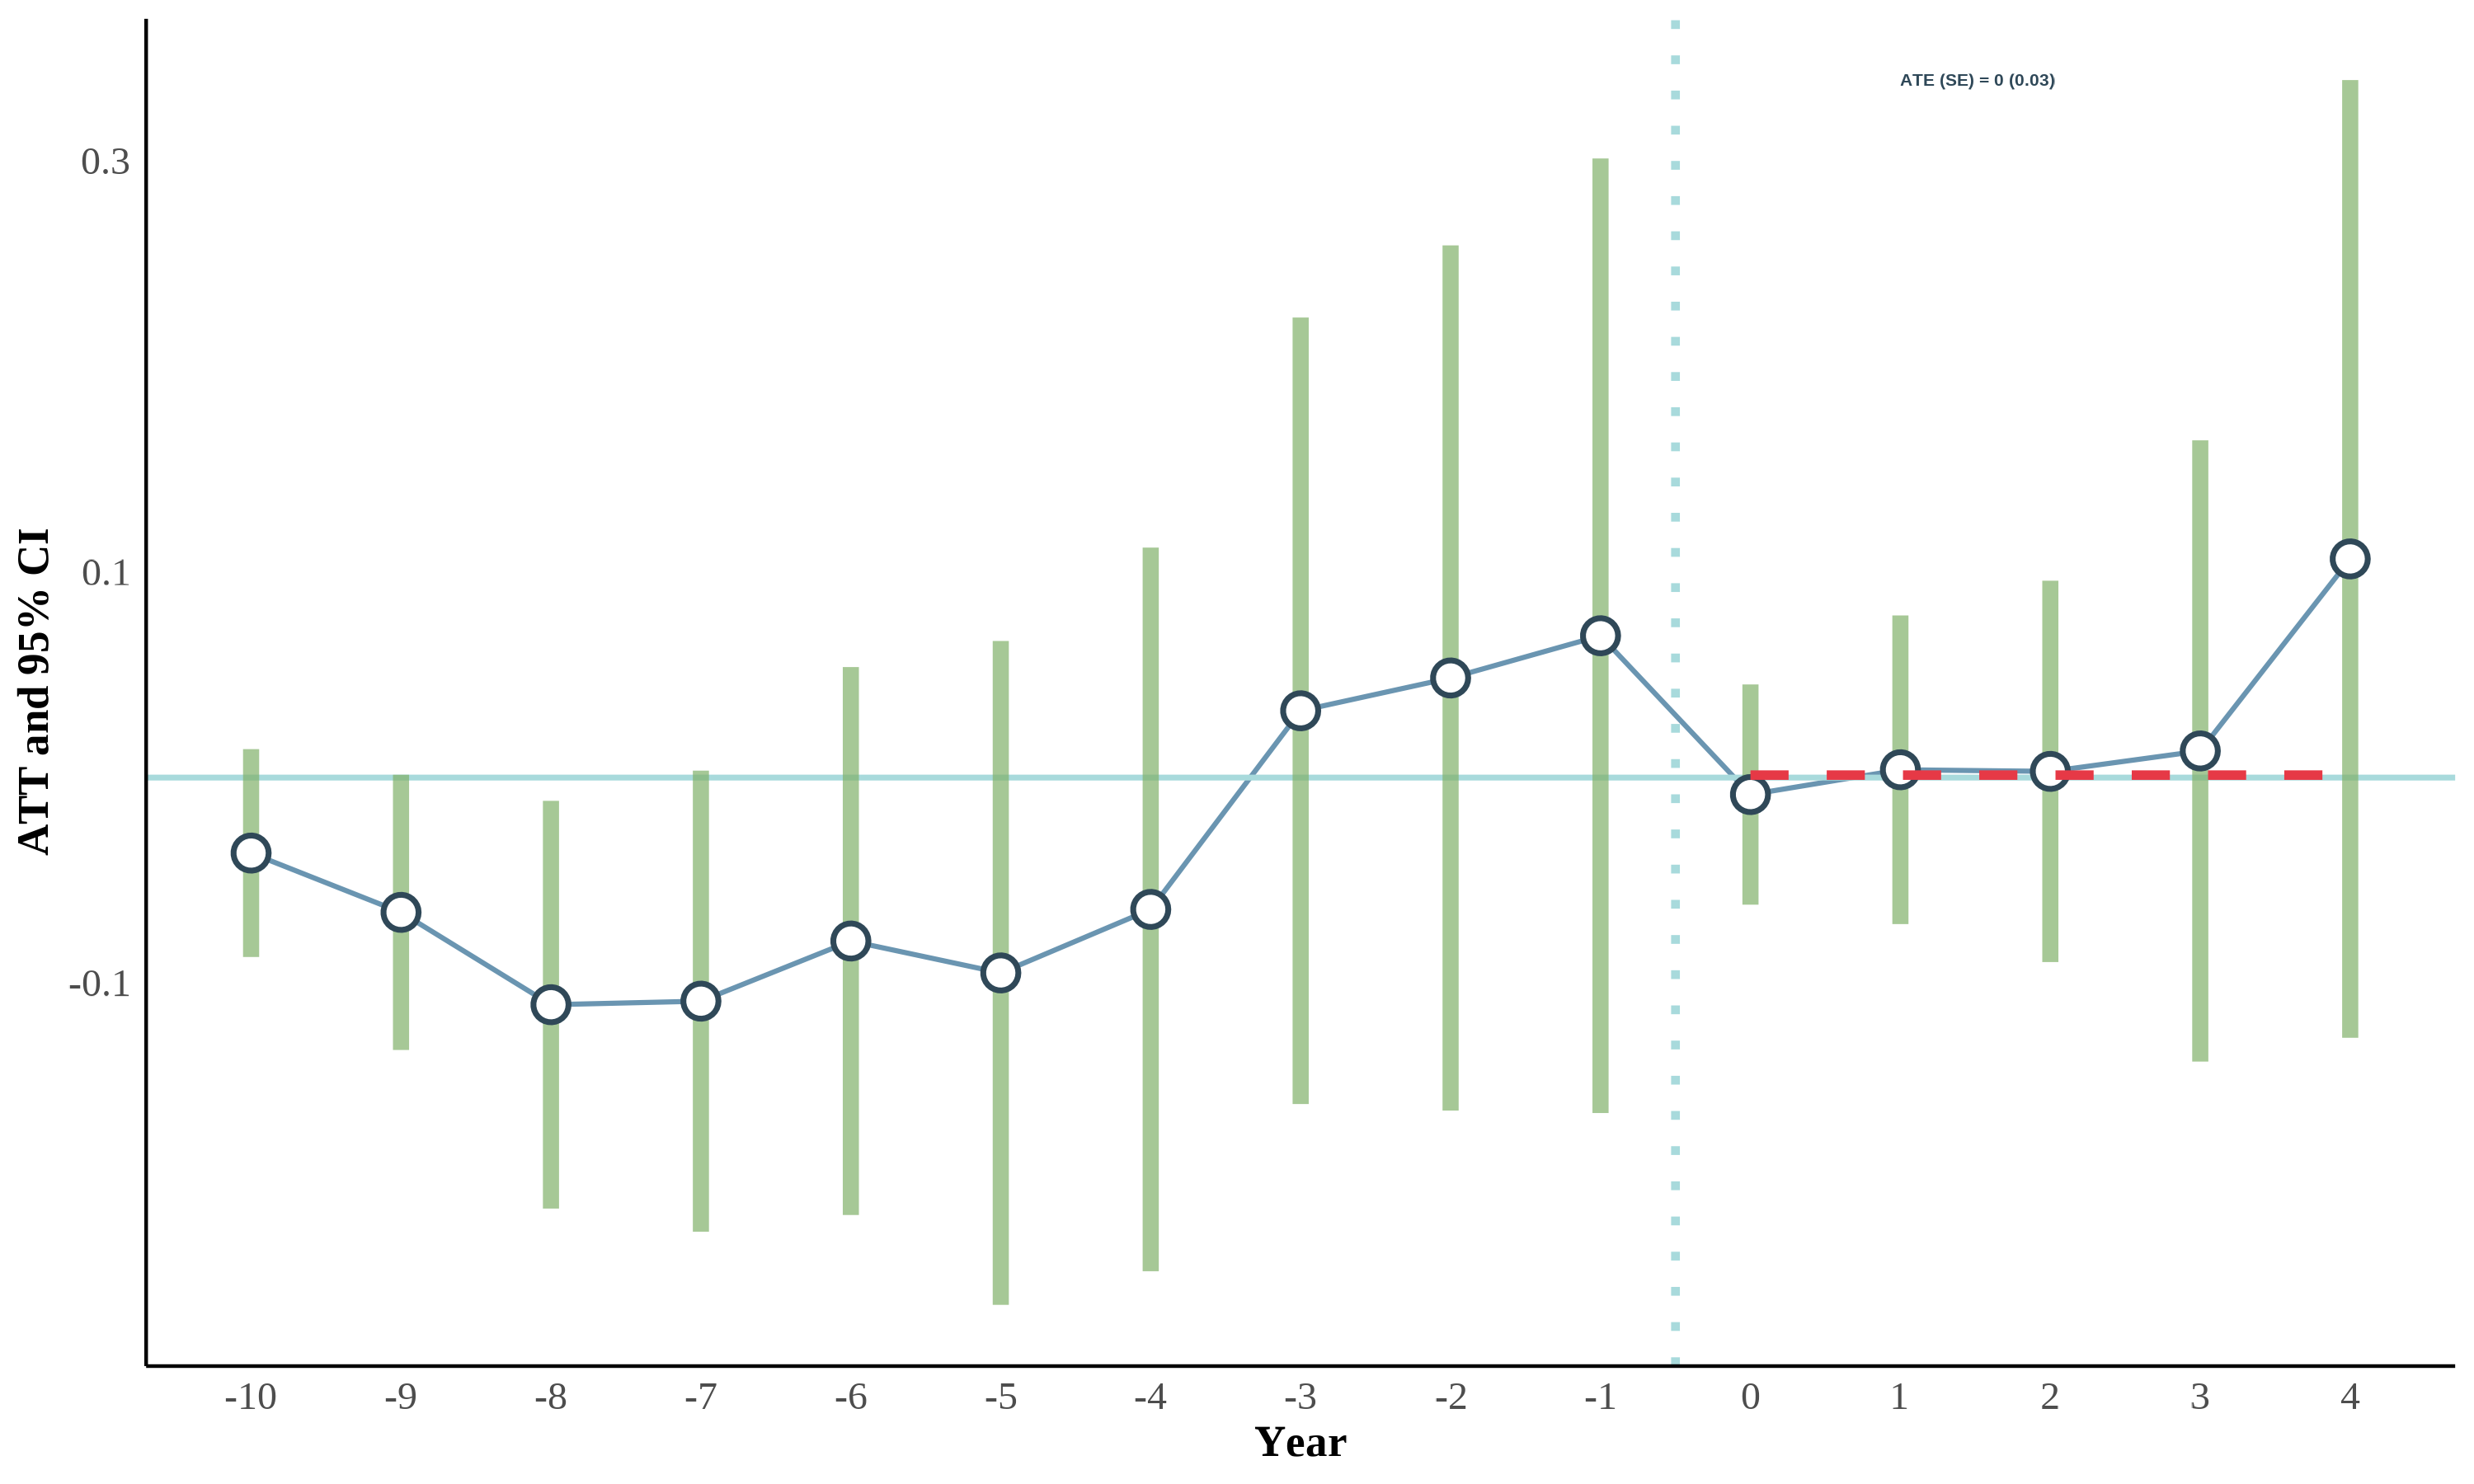 ATE (SE) = 0 (0.03)
0.3
0.1
-0.1
ATT and 95% CI
-10 -9 -8 -7 -6 -5 -4 -3 -2 -1 0 1 2 3 4
Year